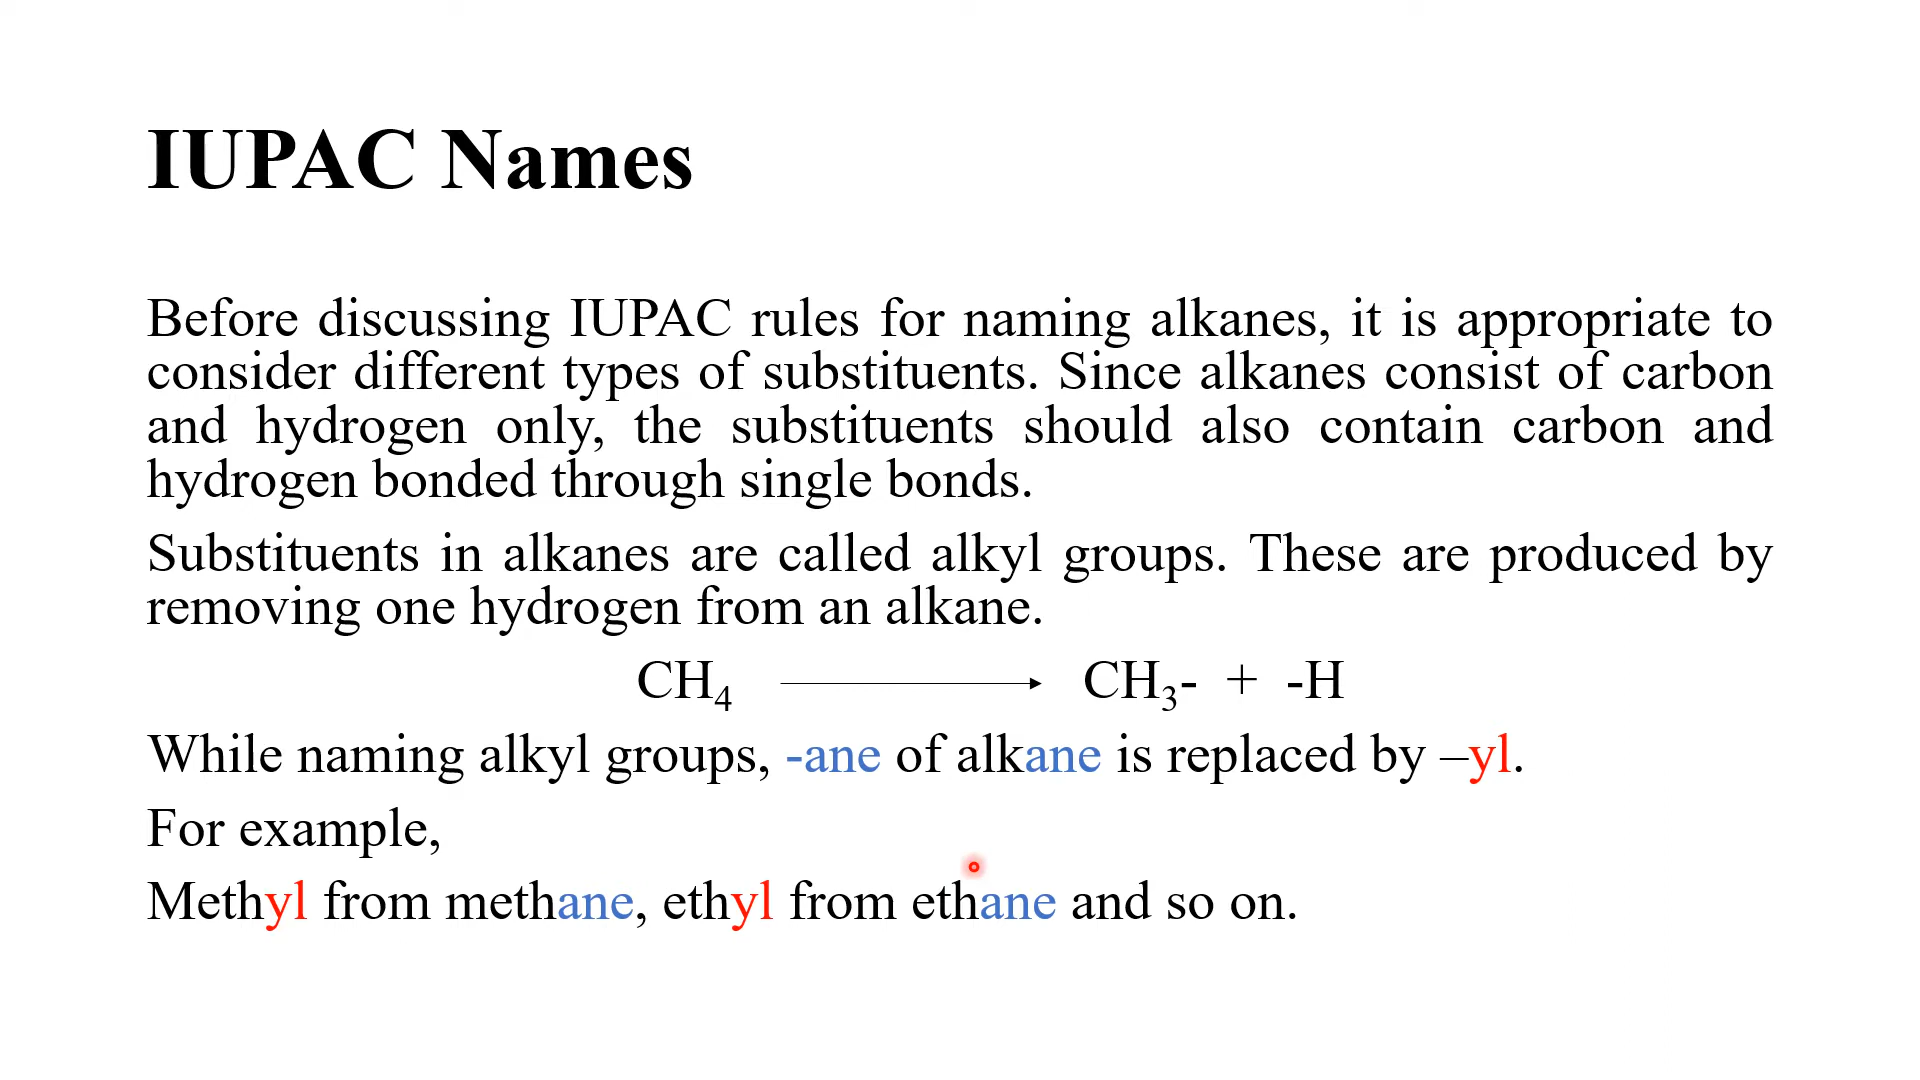 IUPAC Names
Before discussing IUPAC rules for naming alkanes, it is appropriate to
consider different types of substituents. Since alkanes consist of carbon
and hydrogen only, the substituents should also contain carbon and
hydrogen bonded through single bonds.
Substituents in alkanes are called alkyl groups. These are produced by
removing one hydrogen from an alkane.
CH₄ ⟶ CH₃- + -H
While naming alkyl groups, -ane of alkane is replaced by –yl.
For example,
Methyl from methane, ethyl from ethane and so on.